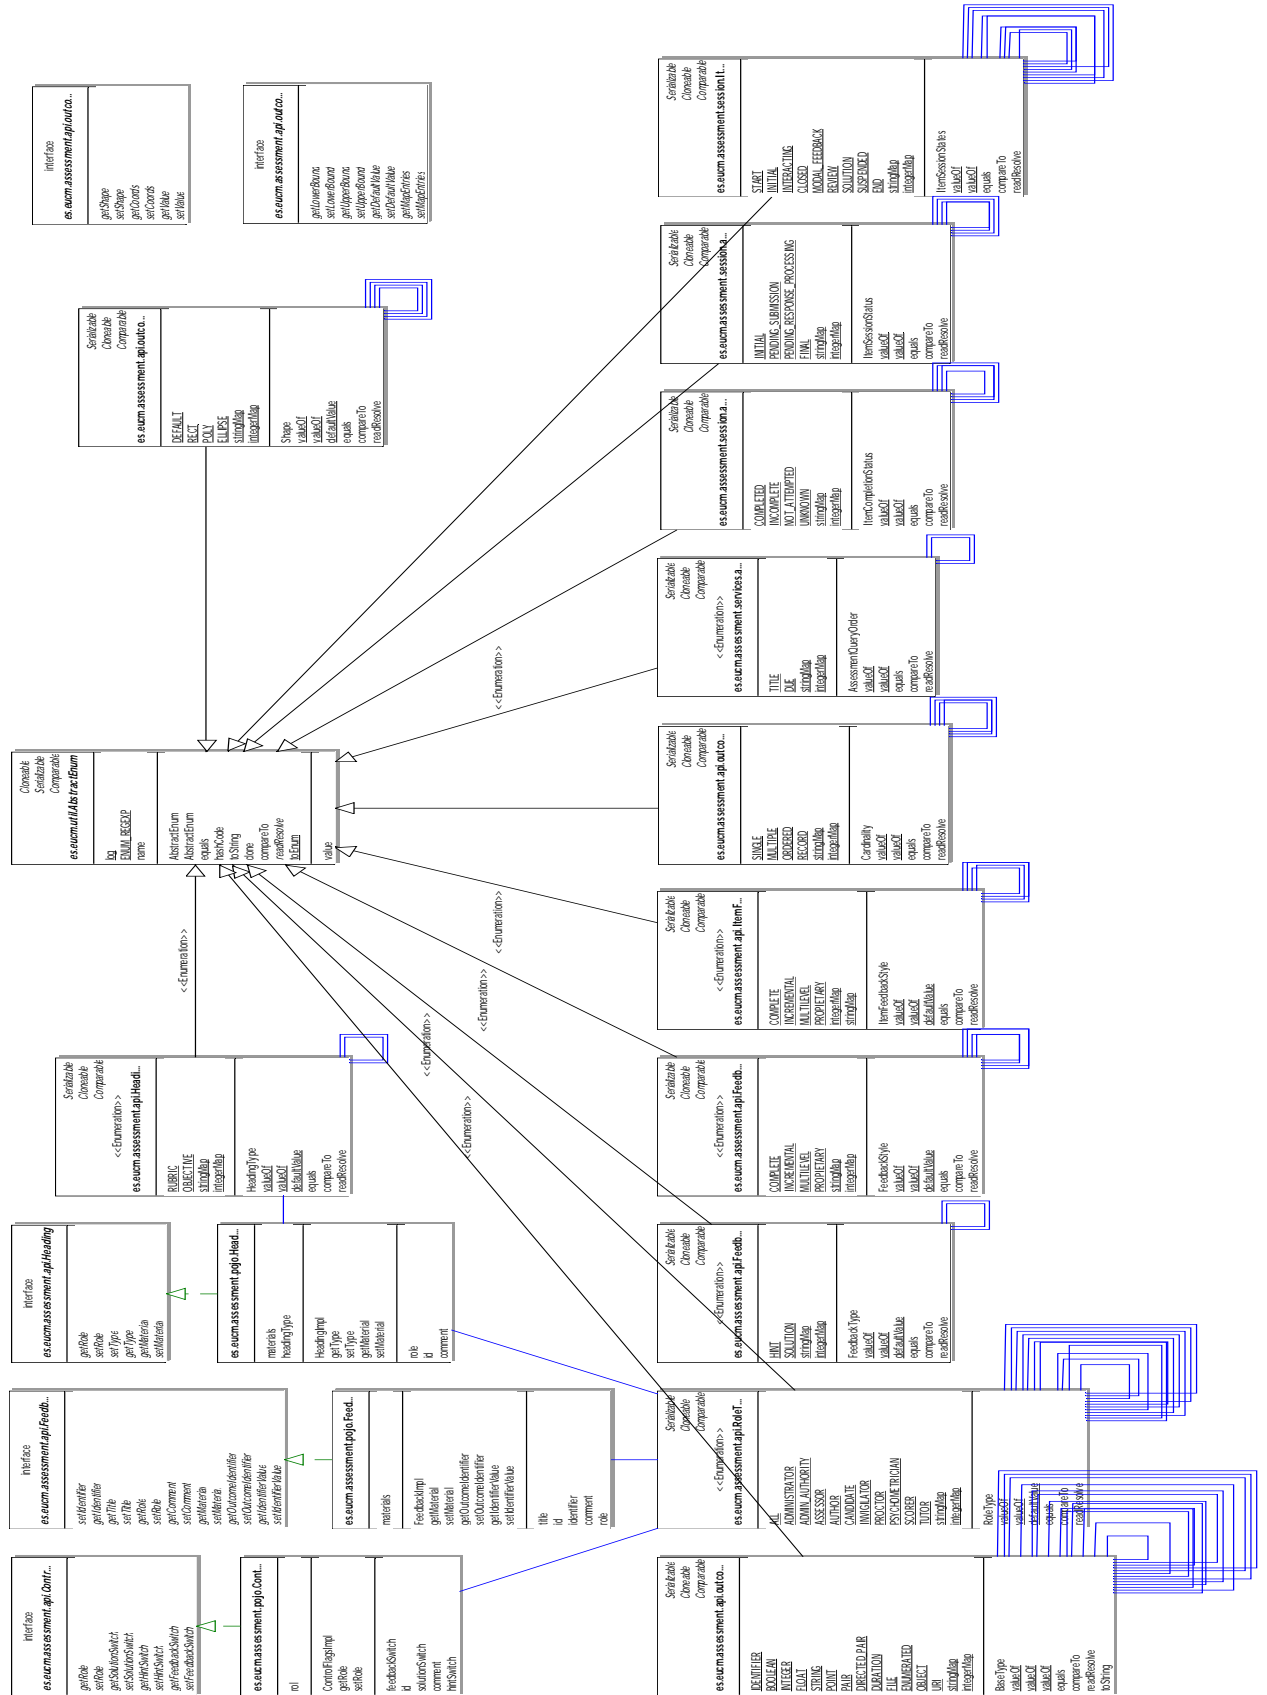 interface
es.eucm.assessment.api.Contr...
getRole
setRole
getSolutionSwitch
setSolutionSwitch
getHintSwitch
setHintSwitch
getFeedbackSwitch
setFeedbackSwitch
interface
es.eucm.assessment.api.Feedb...
setIdentifier
getIdentifier
getTitle
setTitle
getRole
setRole
getComment
setComment
getMateria
setMateria
getOutcomeIdentifier
setOutcomeIdentifier
getIdentifierValue
setIdentifierValue
interface
es.eucm.assessment.api.Heading
getRole
setRole
setType
getType
getMateria
setMateria
Serializable
Cloneable
Comparable
<<Enumeration>>
es.eucm.assessment.api.Headi...
RUBRIC
OBJECTIVE
stringMap
integerMap
HeadingType
valueOf
valueOf
defaultValue
equals
compareTo
readResolve
Cloneable
Serializable
Comparable
es.eucm.util.AbstractEnum
log
ENUM_REGEXP
name
AbstractEnum
AbstractEnum
equals
hashCode
toString
clone
compareTo
readResolve
toEnum
value
Serializable
Cloneable
Comparable
es.eucm.assessment.api.outco...
DEFAULT
RECT
POLY
ELLIPSE
stringMap
integerMap
Shape
valueOf
valueOf
defaultValue
equals
compareTo
readResolve
interface
es.eucm.assessment.api.outco...
getShape
setShape
getCoords
setCoords
getValue
setValue
interface
es.eucm.assessment.api.outco...
getLowerBound
setLowerBound
getUpperBound
setUpperBound
getDefaultValue
setDefaultValue
getMapEntries
setMapEntries
es.eucm.assessment.pojo.Cont...
rol
ControlFlagsImpl
getRole
setRole
feedbackSwitch
id
solutionSwitch
comment
hintSwitch
es.eucm.assessment.pojo.Feed...
materials
FeedbackImpl
getMaterial
setMaterial
getOutcomeIdentifier
setOutcomeIdentifier
getIdentifierValue
setIdentifierValue
title
id
identifier
comment
role
es.eucm.assessment.pojo.Head...
materials
headingType
HeadingImpl
getType
setType
getMaterial
setMaterial
role
id
comment
<<Enumeration>>
<<Enumeration>>
<<Enumeration>>
<<Enumeration>>
<<Enumeration>>
<<Enumeration>>
<<Enumeration>>
Serializable
Cloneable
Comparable
es.eucm.assessment.api.outco...
IDENTIFIER
BOOLEAN
INTEGER
FLOAT
STRING
POINT
PAIR
DIRECTED PAIR
DURATION
FILE
ENUMERATED
OBJECT
URI
stringMap
integerMap
BaseType
valueOf
valueOf
valueOf
equals
compareTo
readResolve
toString
Serializable
Cloneable
Comparable
<<Enumeration>>
es.eucm.assessment.api.RoleT...
ALL
ADMINISTRATOR
ADMIN_AUTHORITY
ASSESSOR
AUTHOR
CANDIDATE
INVIGILATOR
PROCTOR
PSYCHOMETRICIAN
SCORER
TUTOR
stringMap
integerMap
RoleType
valueOf
valueOf
defaultValue
equals
compareTo
readResolve
Serializable
Cloneable
Comparable
<<Enumeration>>
es.eucm.assessment.api.Feedb...
HINT
SOLUTION
stringMap
integerMap
FeedbackType
valueOf
valueOf
defaultValue
equals
compareTo
readResolve
Serializable
Cloneable
Comparable
<<Enumeration>>
es.eucm.assessment.api.Feedb...
COMPLETE
INCREMENTAL
MULTILEVEL
PROPIETARY
stringMap
integerMap
FeedbackStyle
valueOf
valueOf
defaultValue
equals
compareTo
readResolve
Serializable
Cloneable
Comparable
<<Enumeration>>
es.eucm.assessment.api.ItemF...
COMPLETE
INCREMENTAL
MULTILEVEL
PROPIETARY
integerMap
stringMap
ItemFeedbackStyle
valueOf
valueOf
defaultValue
equals
compareTo
readResolve
Serializable
Cloneable
Comparable
es.eucm.assessment.api.outco...
SINGLE
MULTIPLE
ORDERED
RECORD
stringMap
integerMap
Cardinality
valueOf
valueOf
equals
compareTo
readResolve
Serializable
Cloneable
Comparable
<<Enumeration>>
es.eucm.assessment.services.a...
TITLE
DUE
stringMap
integerMap
AssessmentQueryOrder
valueOf
valueOf
equals
compareTo
readResolve
Serializable
Cloneable
Comparable
es.eucm.assessment.session.a...
COMPLETED
INCOMPLETE
NOT_ATTEMPTED
UNKNOWN
stringMap
integerMap
ItemCompletionStatus
valueOf
valueOf
equals
compareTo
readResolve
Serializable
Cloneable
Comparable
es.eucm.assessment.session.a...
INITIAL
PENDING_SUBMISSION
PENDING_RESPONSE_PROCESSING
FINAL
stringMap
integerMap
ItemSessionStatus
valueOf
valueOf
equals
compareTo
readResolve
Serializable
Cloneable
Comparable
es.eucm.assessment.session.It...
START
INITIAL
INTERACTING
CLOSED
MODAL_FEEDBACK
REVIEW
SOLUTION
SUSPENDED
END
stringMap
integerMap
ItemSessionStates
valueOf
valueOf
equals
compareTo
readResolve